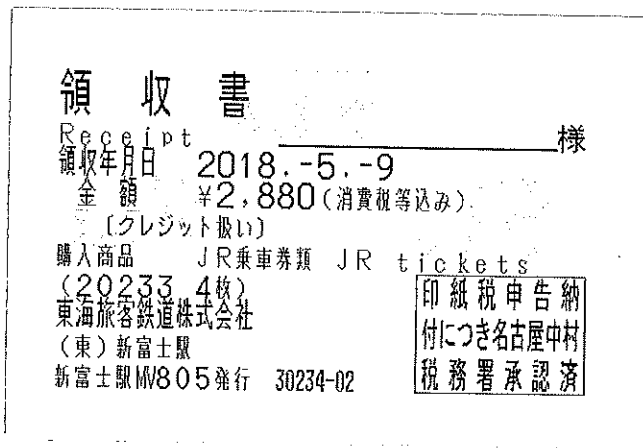 領収書
Receipt 様
領収年月日 2018.-5.-9
金額 ¥2,880(消費税等込み)
〔クレジット扱い〕
購入商品 JR乗車券類 JR tickets
(20233 4枚)
東海旅客鉄道株式会社
(東)新富士駅
新富士駅MV805発行 30234-02
印紙税申告納
付につき名古屋中村
税務署承認済